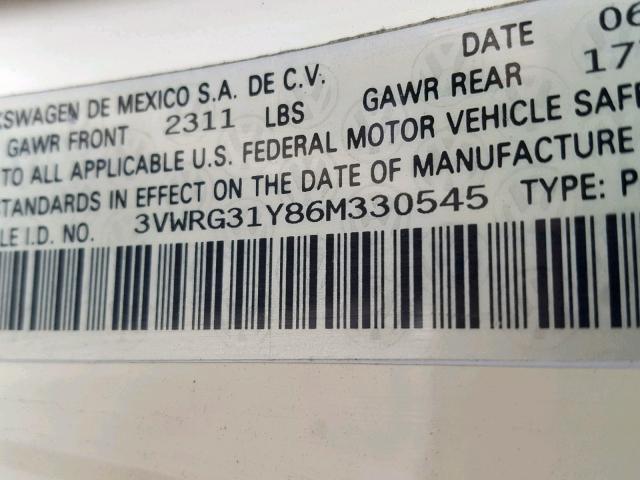 DATE 06
KSWAGEN DE MEXICO S.A. DE C.V.
GAWR FRONT 2311 LBS GAWR REAR 17
TO ALL APPLICABLE U.S. FEDERAL MOTOR VEHICLE SAFE
STANDARDS IN EFFECT ON THE DATE OF MANUFACTURE
LE I.D. NO. 3VWRG31Y86M330545 TYPE: P